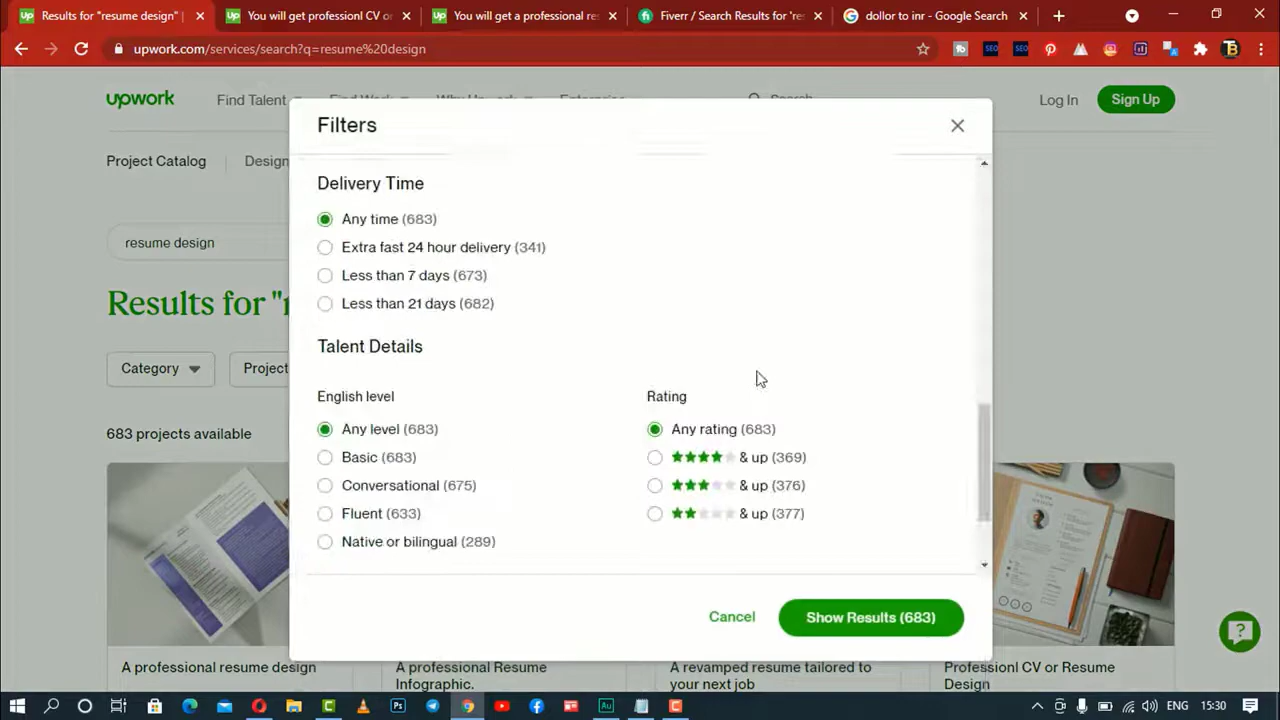 Results for "resume design" |
You will get professionl CV or
You will get a professional res
Fiverr / Search Results for 're
dollor to inr - Google Search
upwork.com/services/search?q=resume%20design
SEO
SEO
upwork
Find Talent
Enterprise
Search
Log In
Sign Up
Filters
Project Catalog
Design
Delivery Time
Any time (683)
Extra fast 24 hour delivery (341)
Less than 7 days (673)
Less than 21 days (682)
resume design
Results for "r
Talent Details
Category
Project
English level
Rating
Any level (683)
Any rating (683)
683 projects available
Basic (683)
& up (369)
Conversational (675)
& up (376)
Fluent (633)
& up (377)
Native or bilingual (289)
Cancel
Show Results (683)
A professional resume design
A professional Resume
Infographic.
A revamped resume tailored to
your next job
Professionl CV or Resume
Design
ENG
15:30